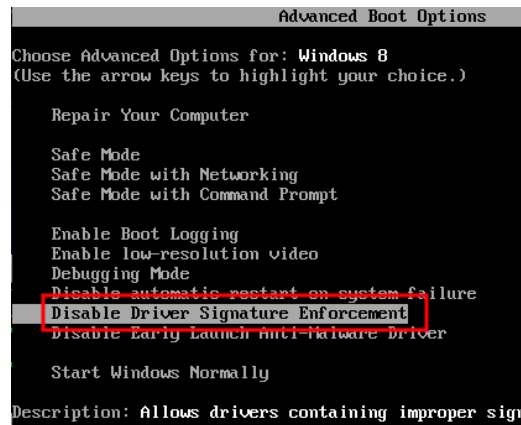 Advanced Boot Options
Choose Advanced Options for: Windows 8
(Use the arrow keys to highlight your choice.)
Repair Your Computer
Safe Mode
Safe Mode with Networking
Safe Mode with Command Prompt
Enable Boot Logging
Enable low-resolution video
Debugging Mode
Disable automatic restart on system failure
Disable Driver Signature Enforcement
Disable Early Launch Anti-Malware Driver
Start Windows Normally
Description: Allows drivers containing improper